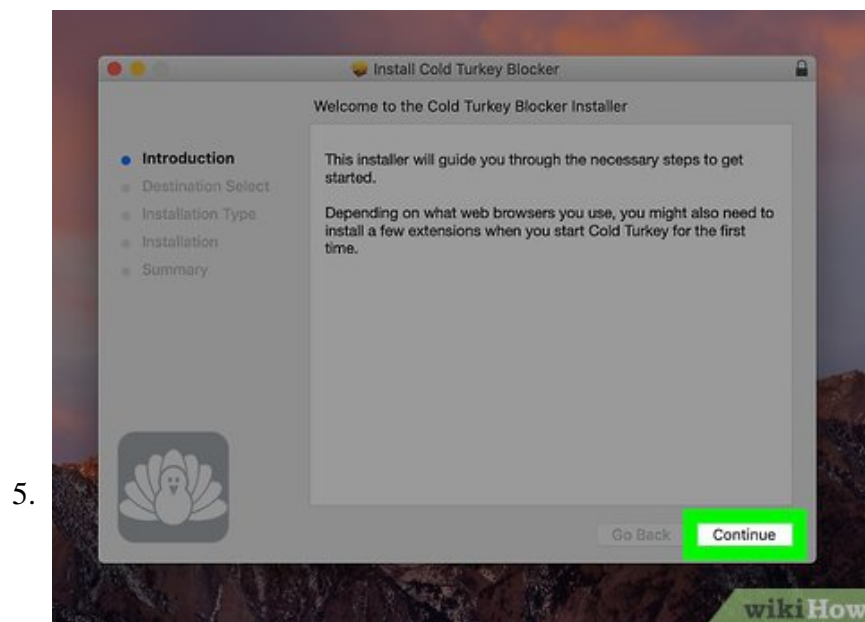 Install Cold Turkey Blocker
Welcome to the Cold Turkey Blocker Installer
Introduction
Destination Select
Installation Type
Installation
Summary
This installer will guide you through the necessary steps to get
started.
Depending on what web browsers you use, you might also need to
install a few extensions when you start Cold Turkey for the first
time.
5.
Go Back
Continue
wikiHow